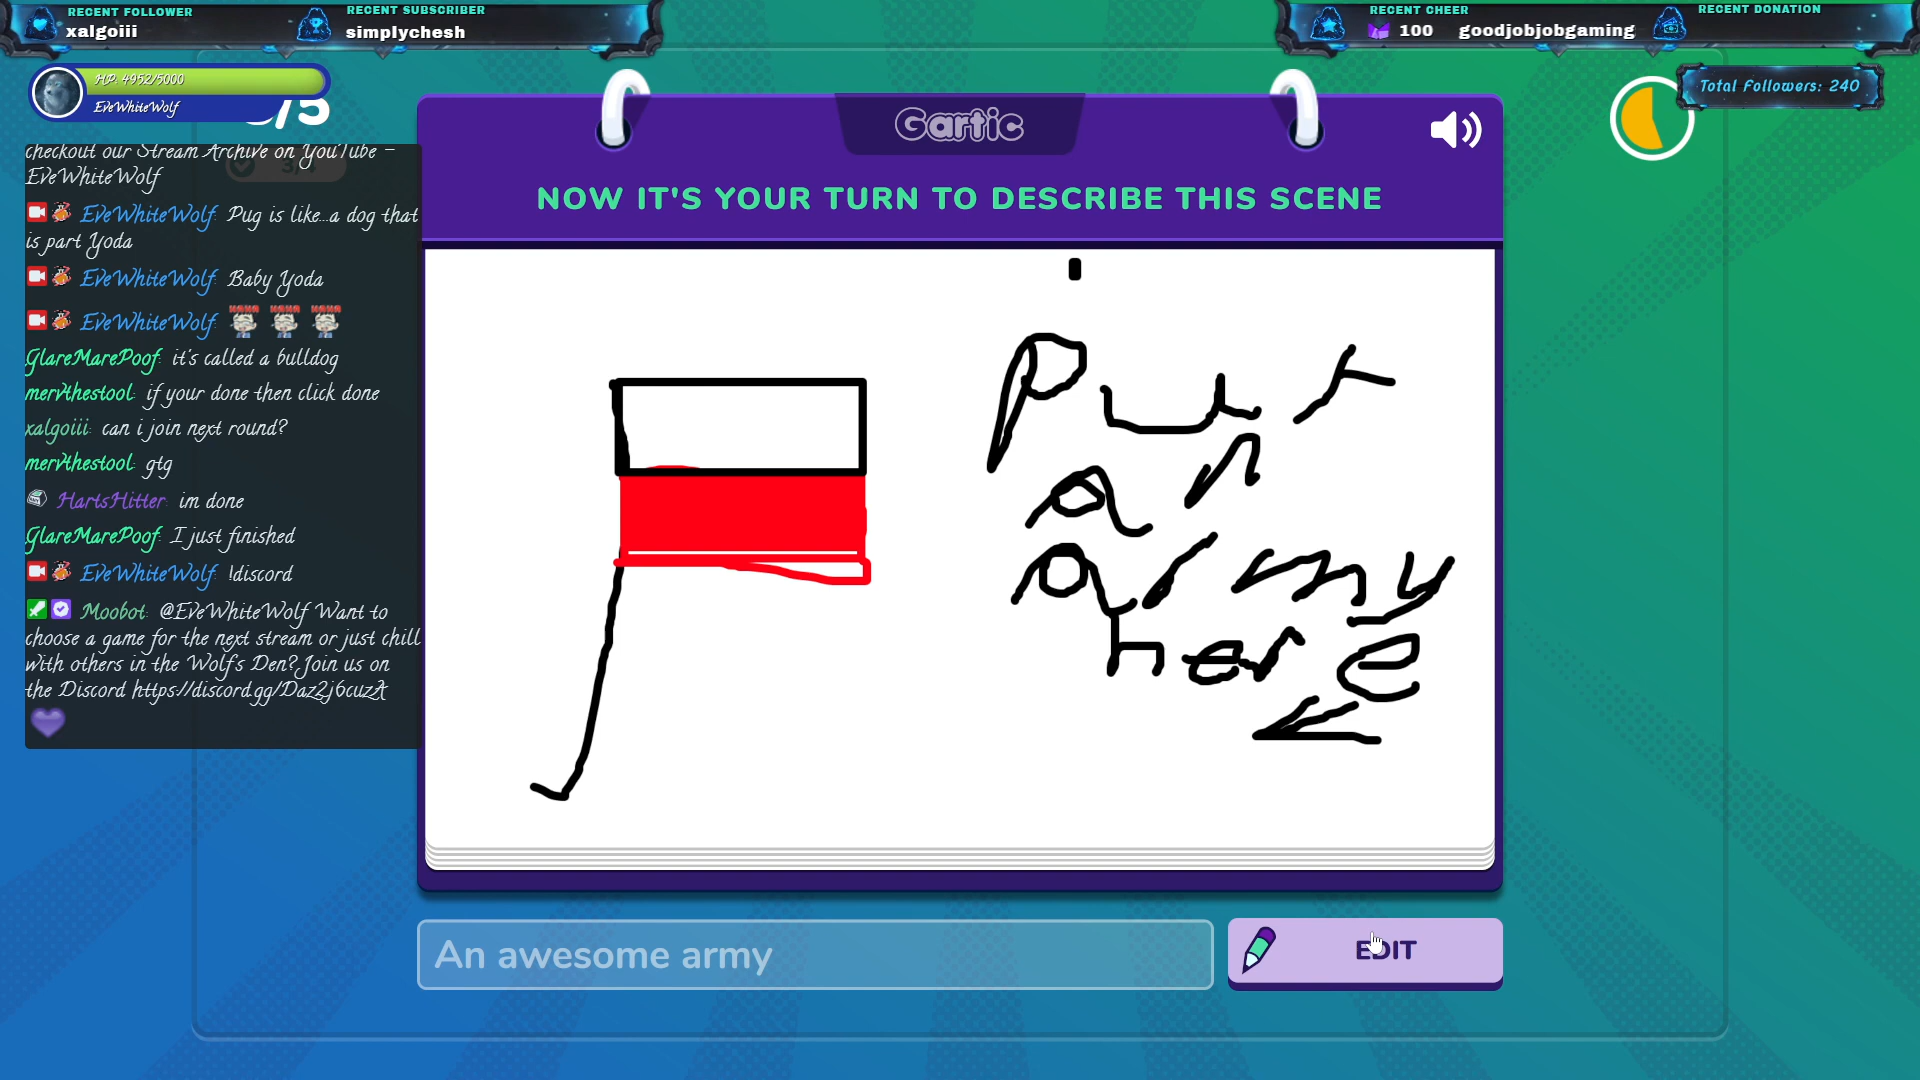 RECENT FOLLOWER
xalgoiii
RECENT SUBSCRIBER
simplychesh
RECENT CHEER
100 goodjobjobgaming
RECENT DONATION
Total Followers: 240
HP: 4952/5000
EveWhiteWolf
/5
checkout our Stream Archive on YouTube -
EveWhiteWolf
EveWhiteWolf: Pug is like...a dog that
is part Yoda
EveWhiteWolf: Baby Yoda
EveWhiteWolf:
GlareMarePoof: it's called a bulldog
mervthestool: if your done then click done
xalgoiii: can i join next round?
mervthestool: gtg
HartsHitter: im done
GlareMarePoof: I just finished
EveWhiteWolf: !discord
Moobot: @EveWhiteWolf Want to
choose a game for the next stream or just chill
with others in the Wolf's Den? Join us on
the Discord https://discord.gg/Daz2j6cuzA
Gartic
NOW IT'S YOUR TURN TO DESCRIBE THIS SCENE
Put
an
army
here
An awesome army
EDIT